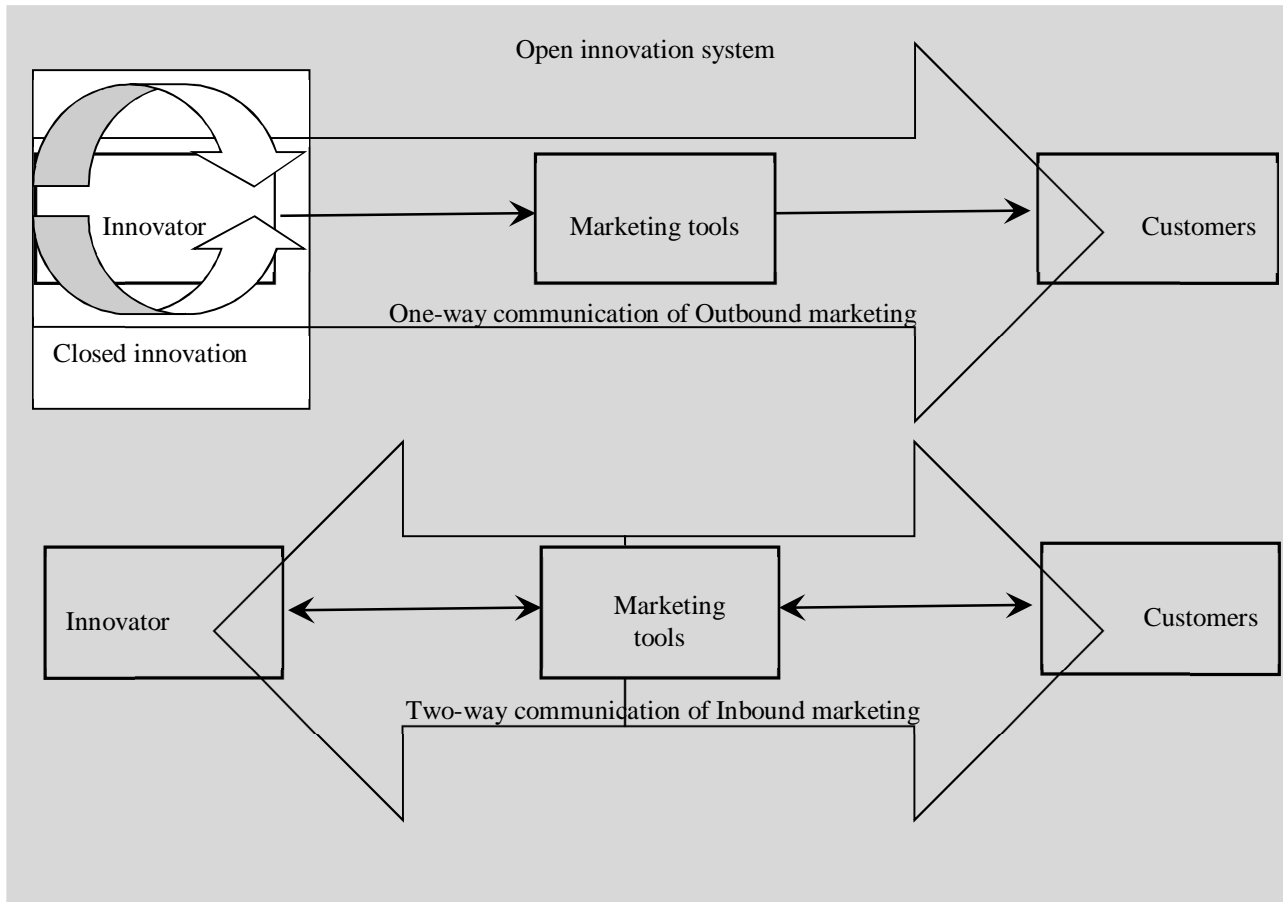 Open innovation system
Innovator
Marketing tools
Customers
One-way communication of Outbound marketing
Closed innovation
Innovator
Marketing
tools
Customers
Two-way communication of Inbound marketing